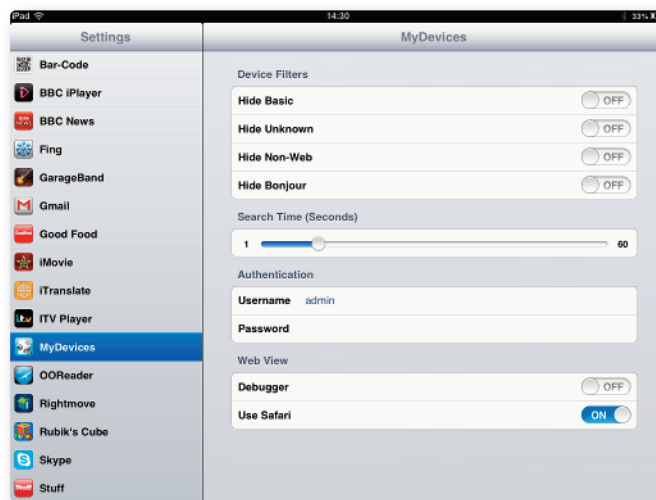 iPad 14:30 33%
Settings MyDevices
Bar-Code
BBC iPlayer
BBC News
Fing
GarageBand
Gmail
Good Food
iMovie
iTranslate
ITV Player
MyDevices
OOReader
Rightmove
Rubik's Cube
Skype
Stuff
Device Filters
Hide Basic OFF
Hide Unknown OFF
Hide Non-Web OFF
Hide Bonjour OFF
Search Time (Seconds)
1 60
Authentication
Username admin
Password
Web View
Debugger OFF
Use Safari ON